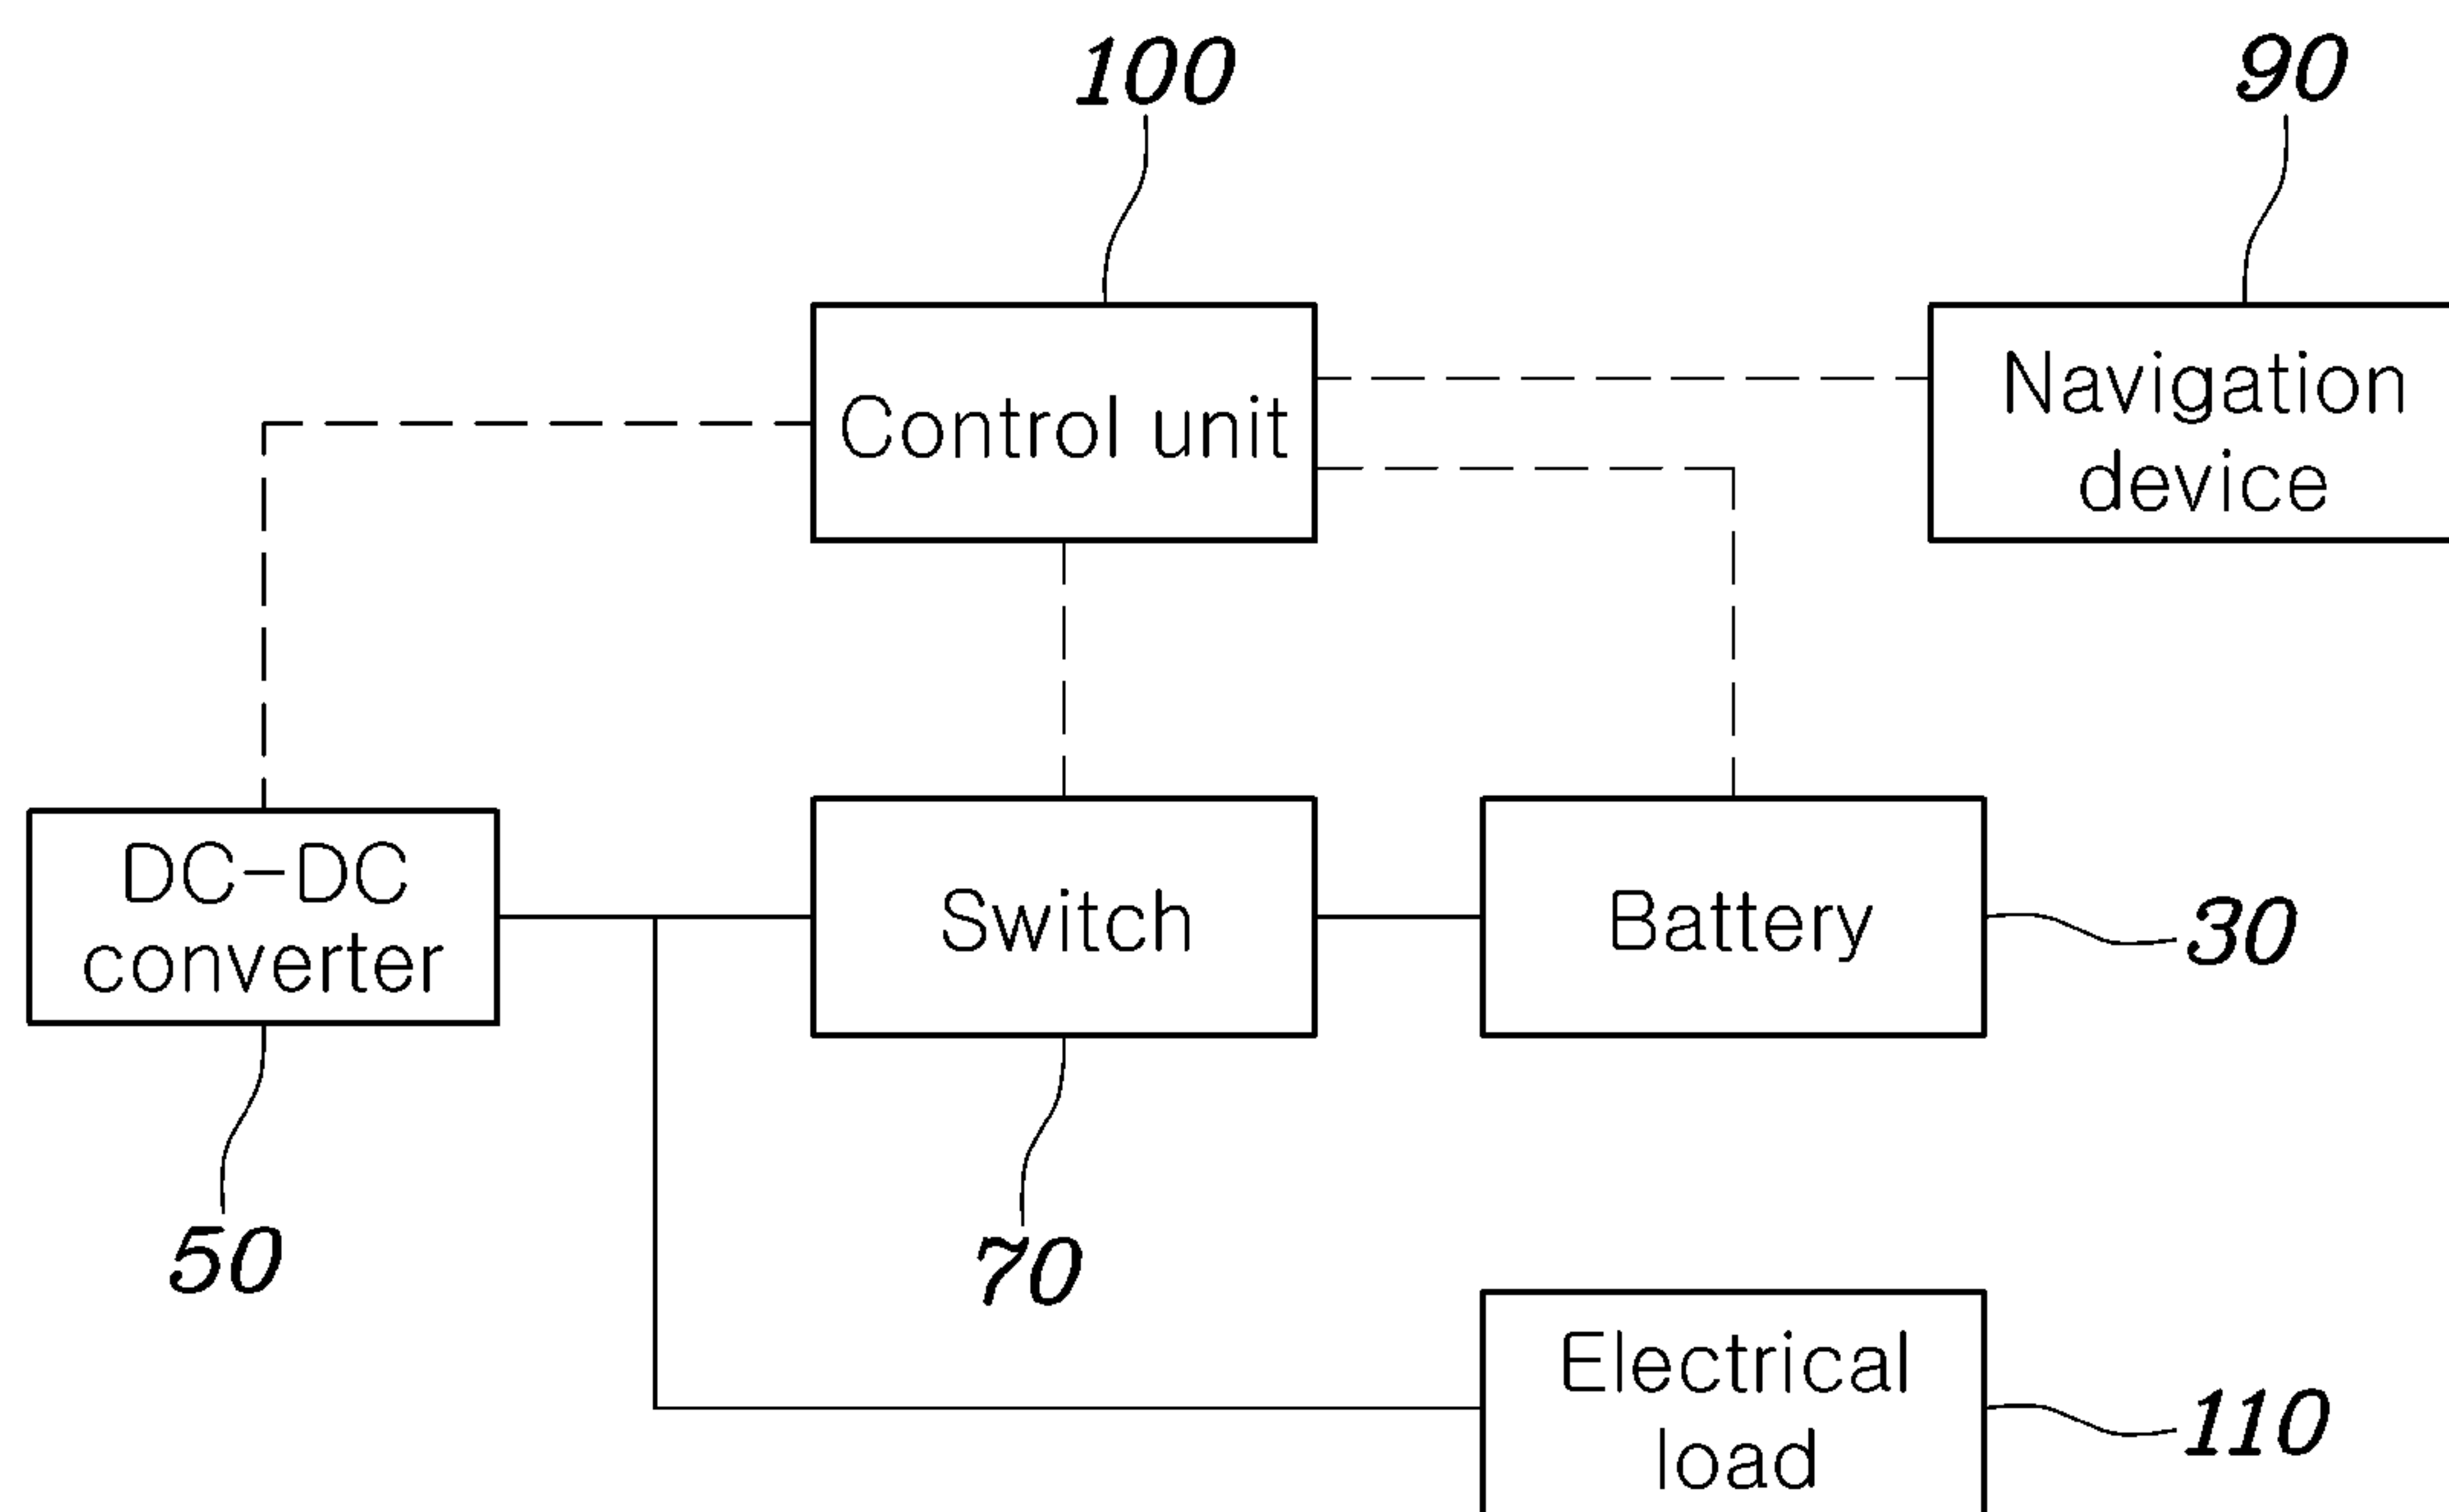 100
90
Control unit
Navigation
device
DC-DC
converter
Switch
Battery
30
50
70
Electrical
load
110